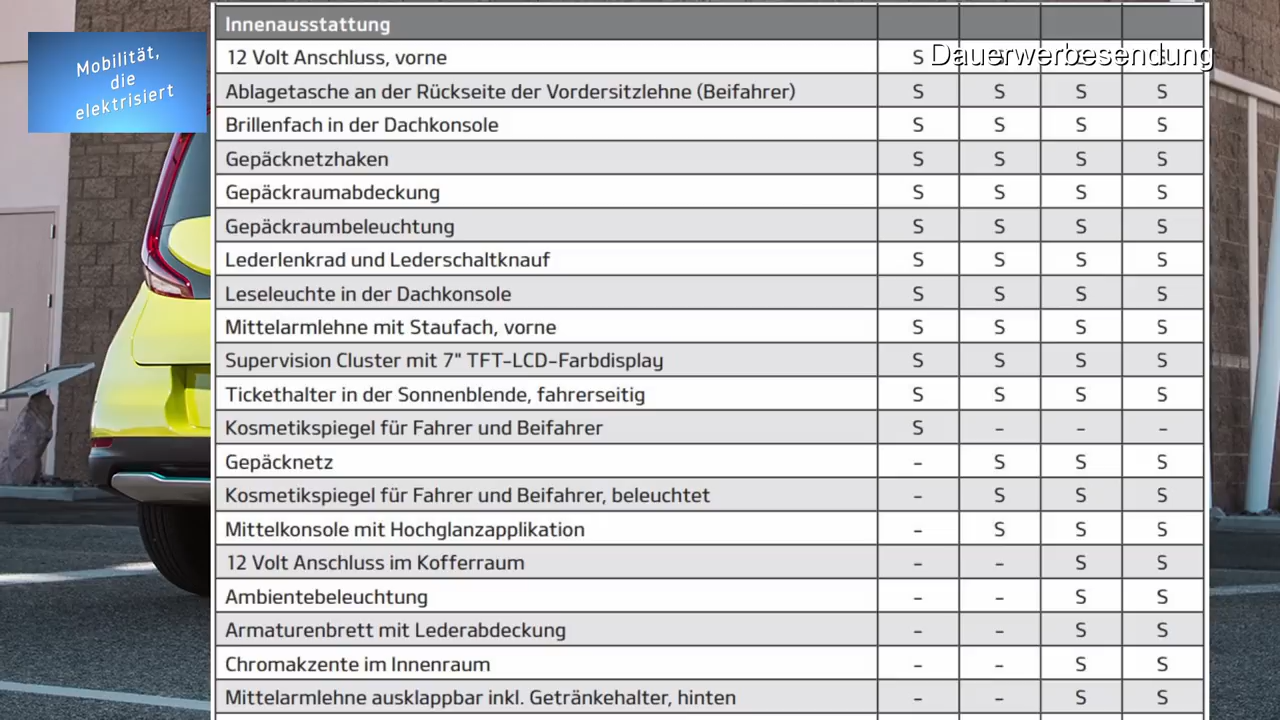 Innenausstattung
Mobilität,
die
elektrisiert
Dauerwerbesendung
12 Volt Anschluss, vorne S S S S
Ablagetasche an der Rückseite der Vordersitzlehne (Beifahrer) S S S S
Brillenfach in der Dachkonsole S S S S
Gepäcknetzhaken S S S S
Gepäckraumabdeckung S S S S
Gepäckraumbeleuchtung S S S S
Lederlenkrad und Lederschaltknauf S S S S
Leseleuchte in der Dachkonsole S S S S
Mittelarmlehne mit Staufach, vorne S S S S
Supervision Cluster mit 7" TFT-LCD-Farbdisplay S S S S
Tickethalter in der Sonnenblende, fahrerseitig S S S S
Kosmetikspiegel für Fahrer und Beifahrer S - - -
Gepäcknetz - S S S
Kosmetikspiegel für Fahrer und Beifahrer, beleuchtet - S S S
Mittelkonsole mit Hochglanzapplikation - S S S
12 Volt Anschluss im Kofferraum - - S S
Ambientebeleuchtung - - S S
Armaturenbrett mit Lederabdeckung - - S S
Chromakzente im Innenraum - - S S
Mittelarmlehne ausklappbar inkl. Getränkehalter, hinten - - S S